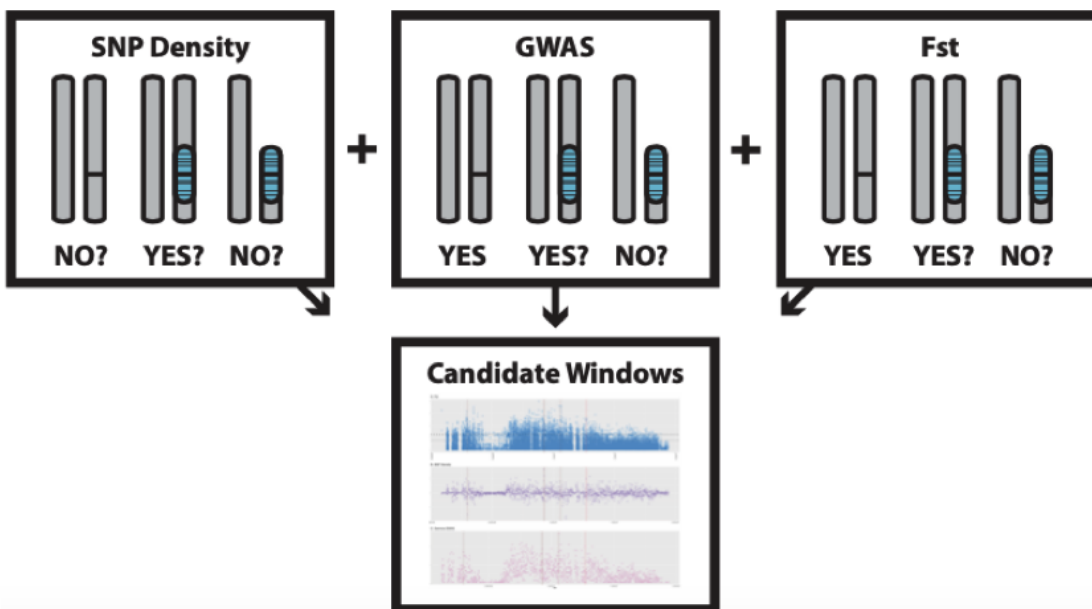 SNP Density
NO? YES? NO?
+
GWAS
YES YES? NO?
+
Fst
YES YES? NO?
Candidate Windows